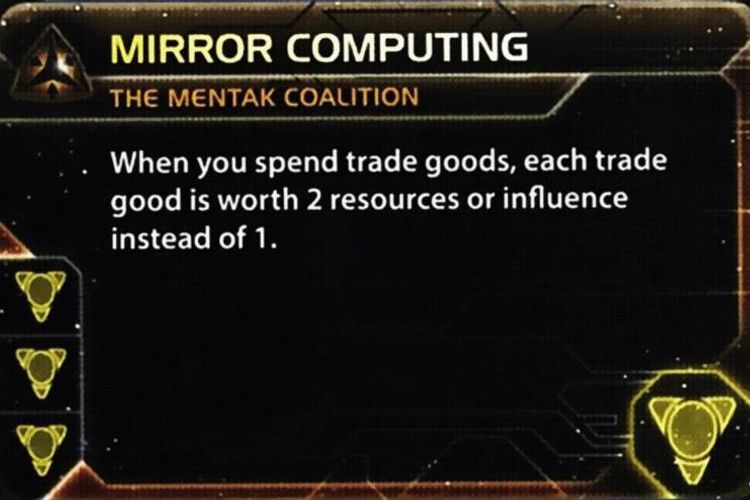 MIRROR COMPUTING
THE MENTAK COALITION
When you spend trade goods, each trade
good is worth 2 resources or influence
instead of 1.